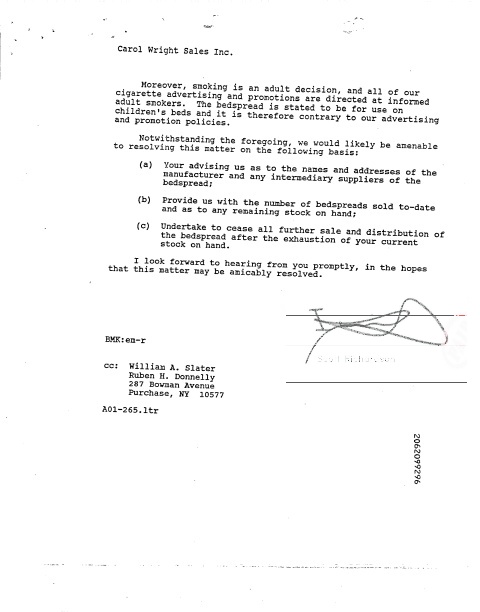 Carol Wright Sales Inc.
Moreover, smoking is an adult decision, and all of our
cigarette advertising and promotions are directed at informed
adult smokers. The bedspread is stated to be for use on
children's beds and it is therefore contrary to our advertising
and promotion policies.
Notwithstanding the foregoing, we would likely be amenable
to resolving this matter on the following basis:
(a) Your advising us as to the names and addresses of the
manufacturer and any intermediary suppliers of the
bedspread;
(b) Provide us with the number of bedspreads sold to-date
and as to any remaining stock on hand;
(c) Undertake to cease all further sale and distribution of
the bedspread after the exhaustion of your current
stock on hand.
I look forward to hearing from you promptly, in the hopes
that this matter may be amicably resolved.
BMK:em-r
cc: William A. Slater
Ruben H. Donnelly
287 Bowman Avenue
Purchase, NY 10577
A01-265.ltr
2062099296